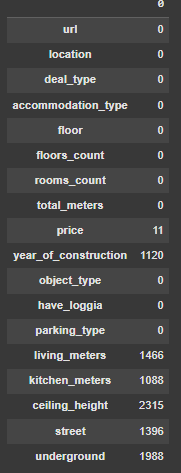 0
url 0
location 0
deal_type 0
accommodation_type 0
floor 0
floors_count 0
rooms_count 0
total_meters 0
price 11
year_of_construction 1120
object_type 0
have_loggia 0
parking_type 0
living_meters 1466
kitchen_meters 1088
ceiling_height 2315
street 1396
underground 1988